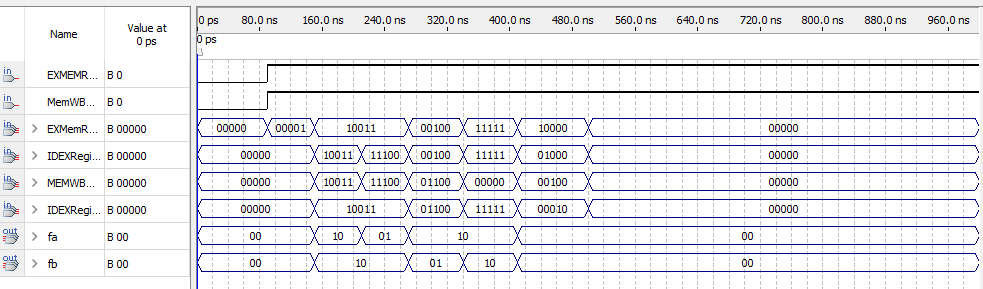 Name Value at 0 ps 0 ps 80.0 ns 160.0 ns 240.0 ns 320.0 ns 400.0 ns 480.0 ns 560.0 ns 640.0 ns 720.0 ns 800.0 ns 880.0 ns 960.0 ns
0 ps
in EXMEMR... B 0
in MemWB... B 0
in > EXMemR... B 00000 00000 00001 10011 00100 11111 10000 00000
in > IDEXRegi... B 00000 00000 10011 11100 00100 11111 01000 00000
in > MEMWB... B 00000 00000 10011 11100 01100 00000 00100 00000
in > IDEXRegi... B 00000 00000 10011 01100 11111 00010 00000
out > fa B 00 00 10 01 10 00
out > fb B 00 00 10 01 10 00